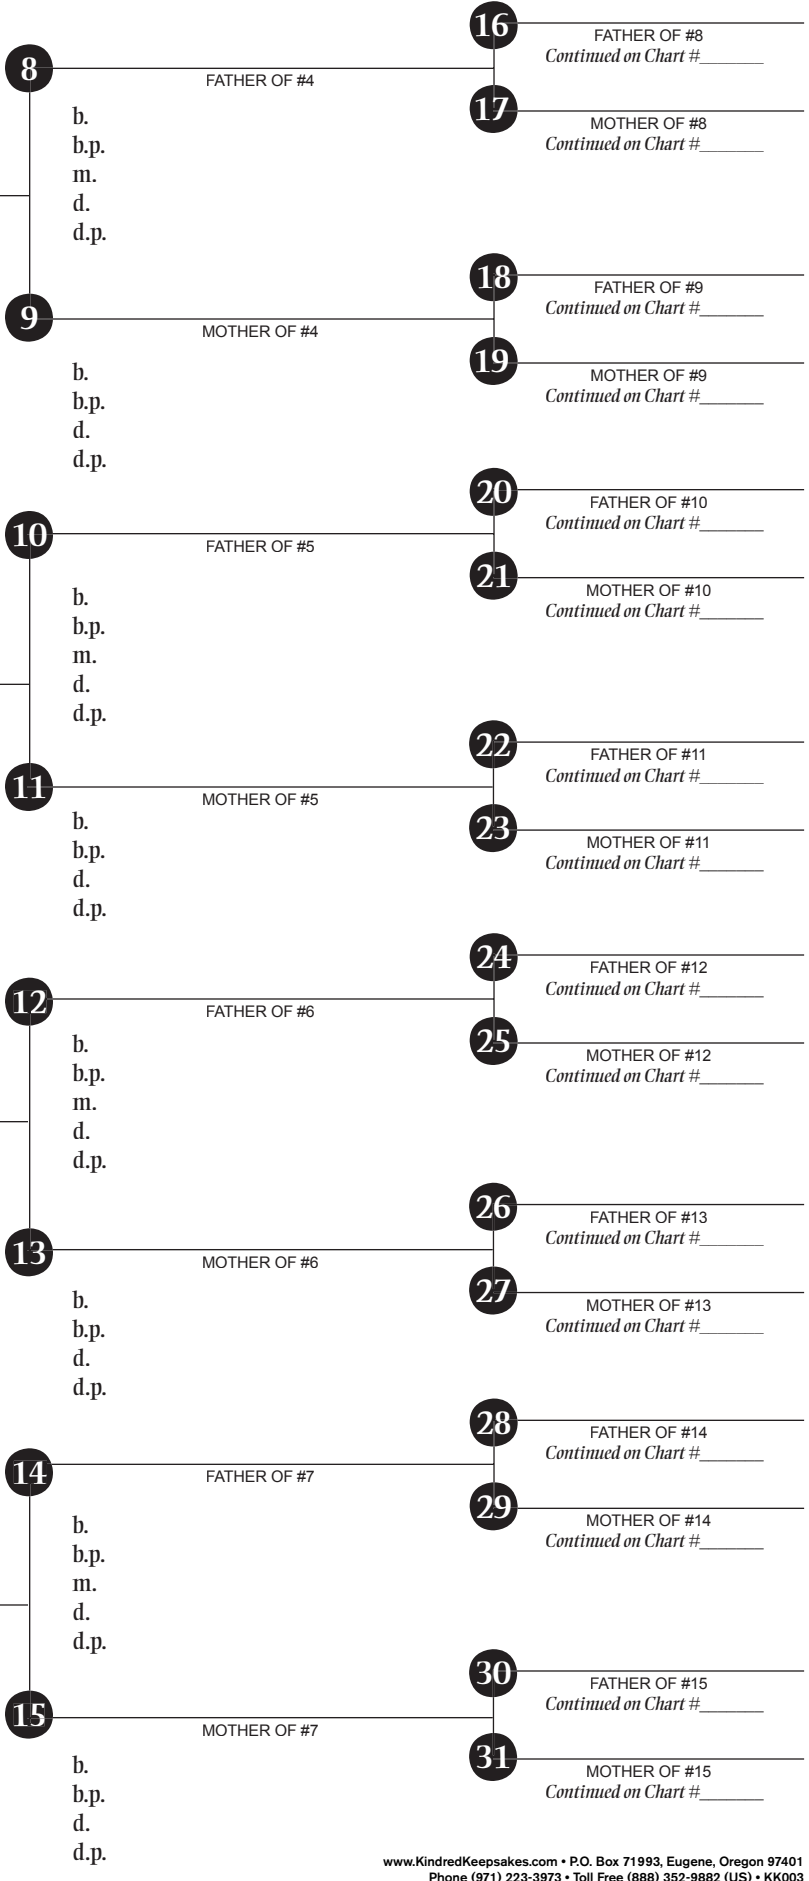 16
FATHER OF #8
Continued on Chart #_______
8
FATHER OF #4
17
MOTHER OF #8
Continued on Chart #_______
b.
b.p.
m.
d.
d.p.
18
FATHER OF #9
Continued on Chart #_______
9
MOTHER OF #4
19
MOTHER OF #9
Continued on Chart #_______
b.
b.p.
d.
d.p.
20
FATHER OF #10
Continued on Chart #_______
10
FATHER OF #5
21
MOTHER OF #10
Continued on Chart #_______
b.
b.p.
m.
d.
d.p.
22
FATHER OF #11
Continued on Chart #_______
11
MOTHER OF #5
23
MOTHER OF #11
Continued on Chart #_______
b.
b.p.
d.
d.p.
24
FATHER OF #12
Continued on Chart #_______
12
FATHER OF #6
25
MOTHER OF #12
Continued on Chart #_______
b.
b.p.
m.
d.
d.p.
26
FATHER OF #13
Continued on Chart #_______
13
MOTHER OF #6
27
MOTHER OF #13
Continued on Chart #_______
b.
b.p.
d.
d.p.
28
FATHER OF #14
Continued on Chart #_______
14
FATHER OF #7
29
MOTHER OF #14
Continued on Chart #_______
b.
b.p.
m.
d.
d.p.
30
FATHER OF #15
Continued on Chart #_______
15
MOTHER OF #7
31
MOTHER OF #15
Continued on Chart #_______
b.
b.p.
d.
d.p.
www.KindredKeepsakes.com • P.O. Box 71993, Eugene, Oregon 97401
Phone (971) 223-3973 • Toll Free (888) 352-9882 (US) • KK003